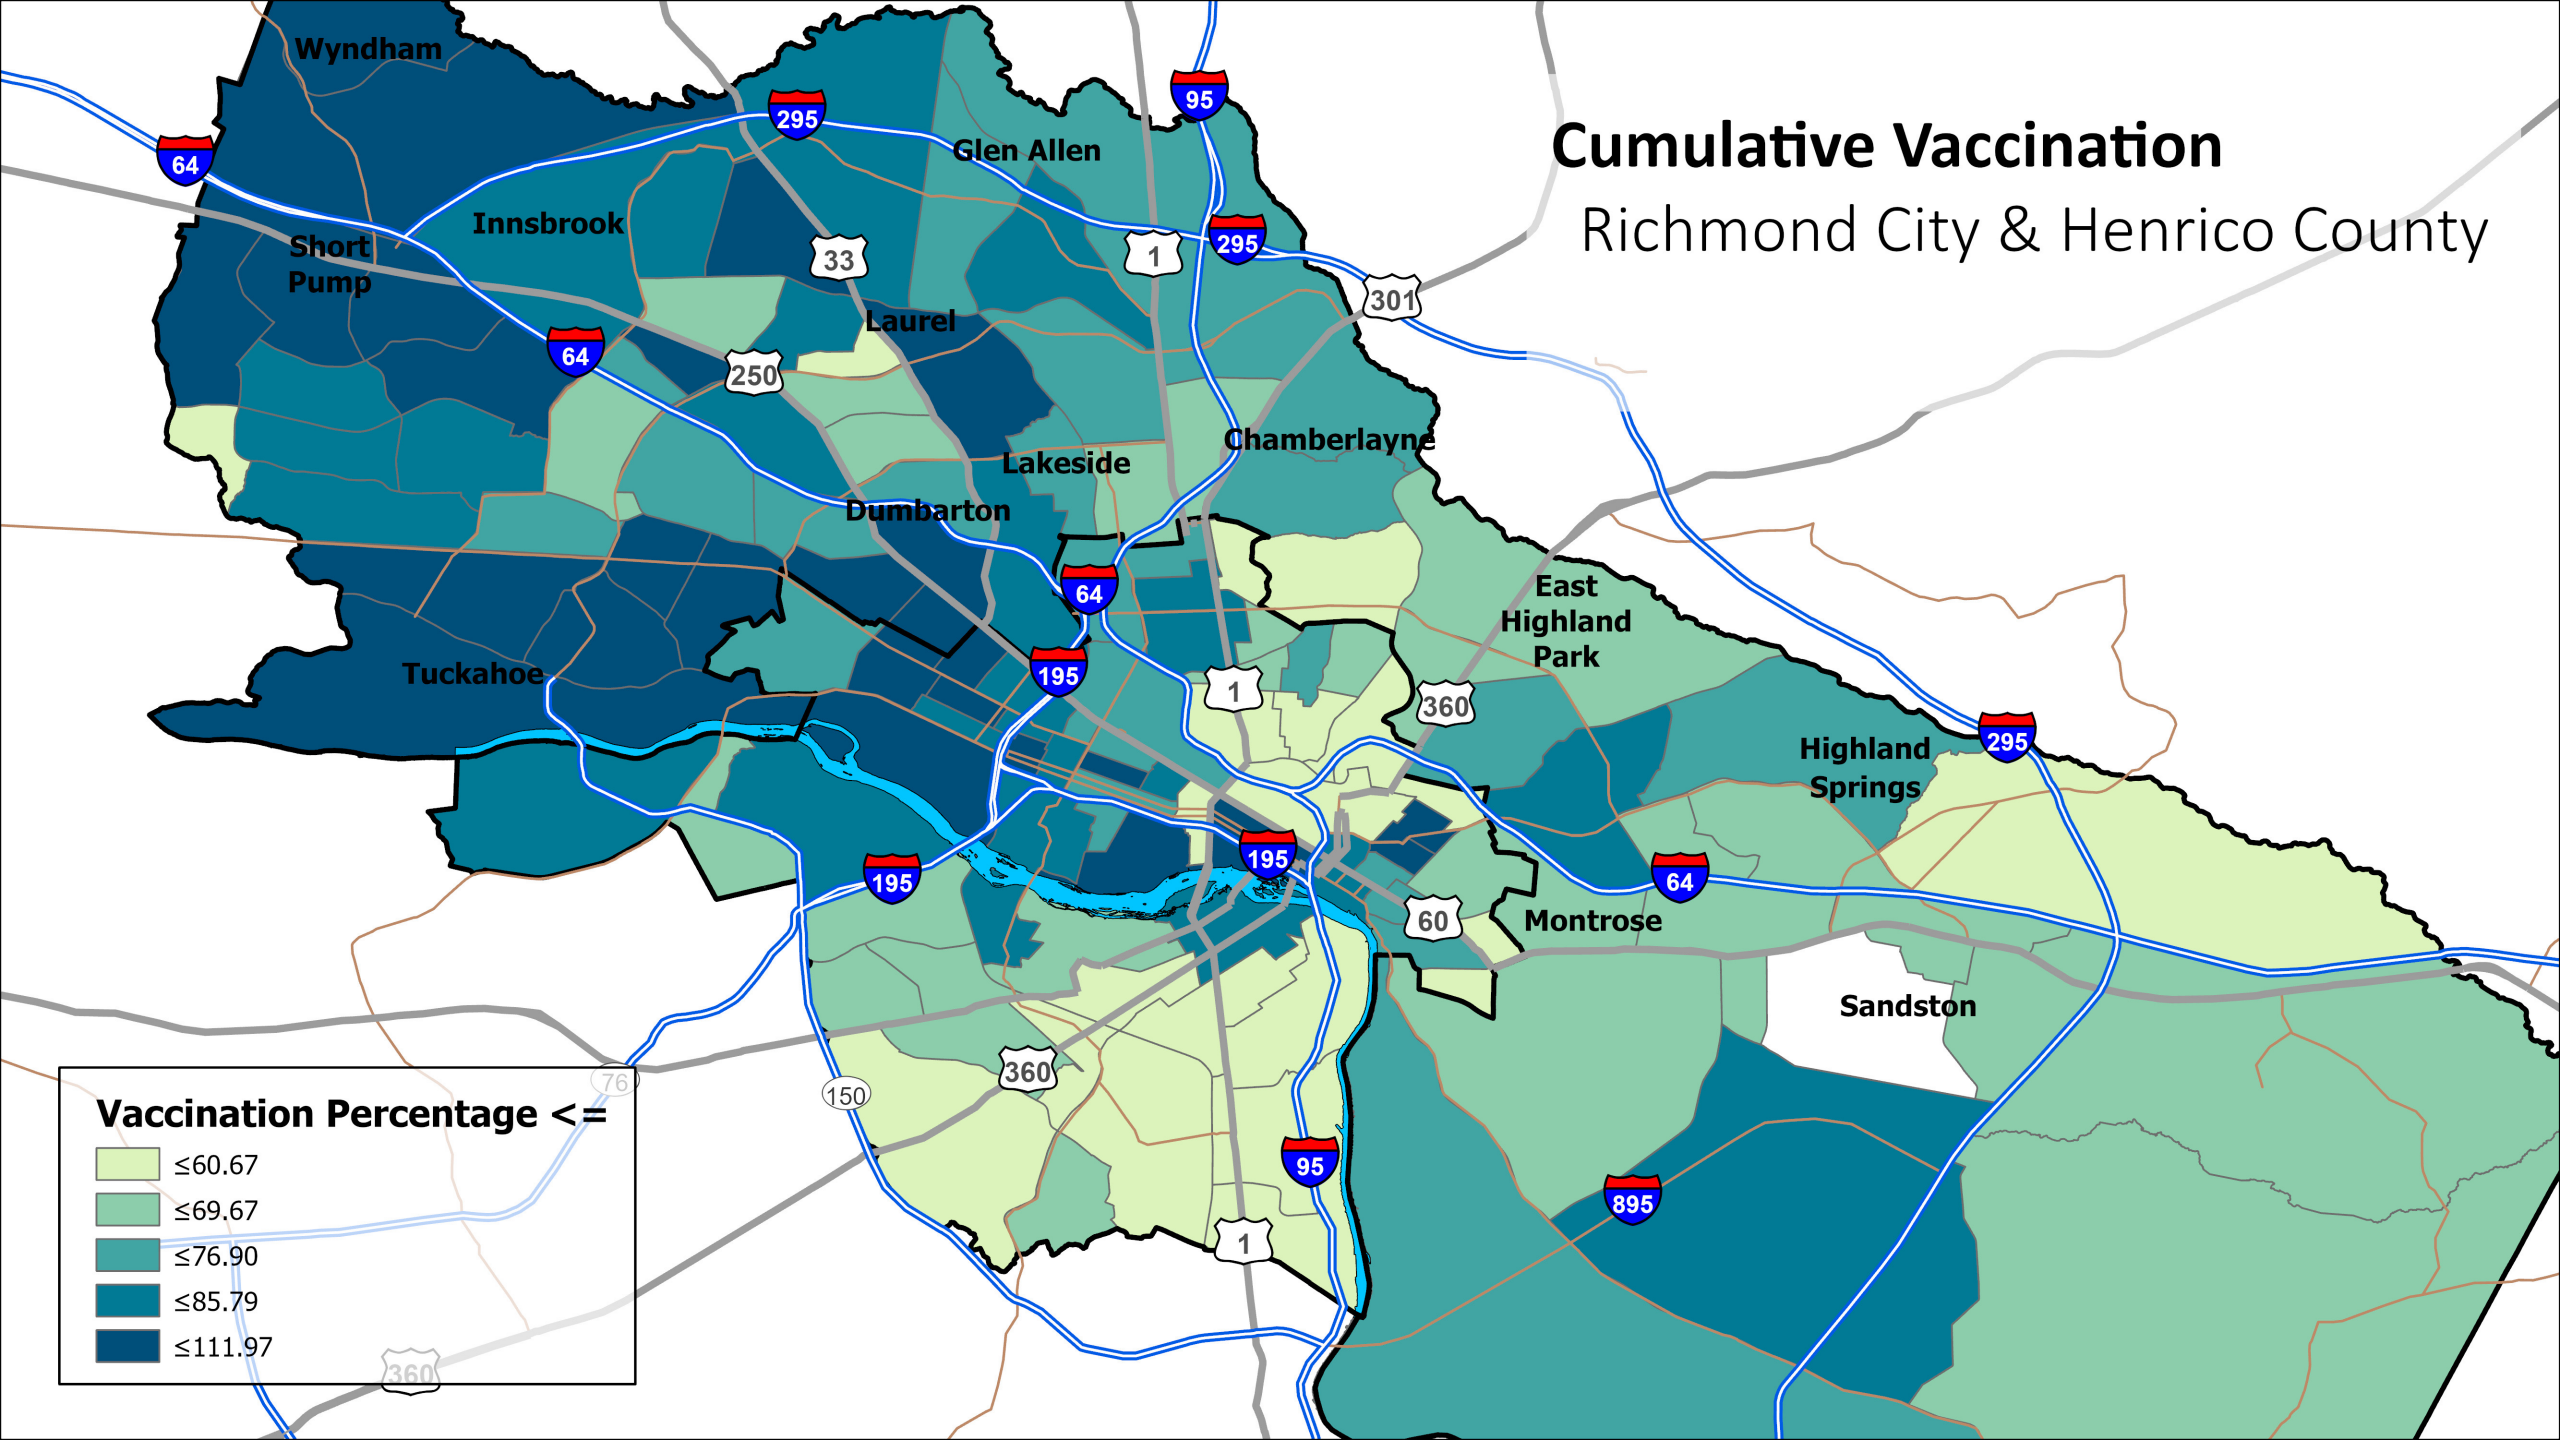 Cumulative Vaccination
Richmond City & Henrico County
Wyndham
95
295
64
Glen Allen
Innsbrook
Short
Pump
33
1
295
301
Laurel
64
250
Chamberlayne
Lakeside
Dumbarton
64
East
Highland
Park
Tuckahoe
195
1
360
Highland
Springs
295
195
195
64
60
Montrose
Sandston
360
76
150
95
895
1
360
Vaccination Percentage <=
≤60.67
≤69.67
≤76.90
≤85.79
≤111.97